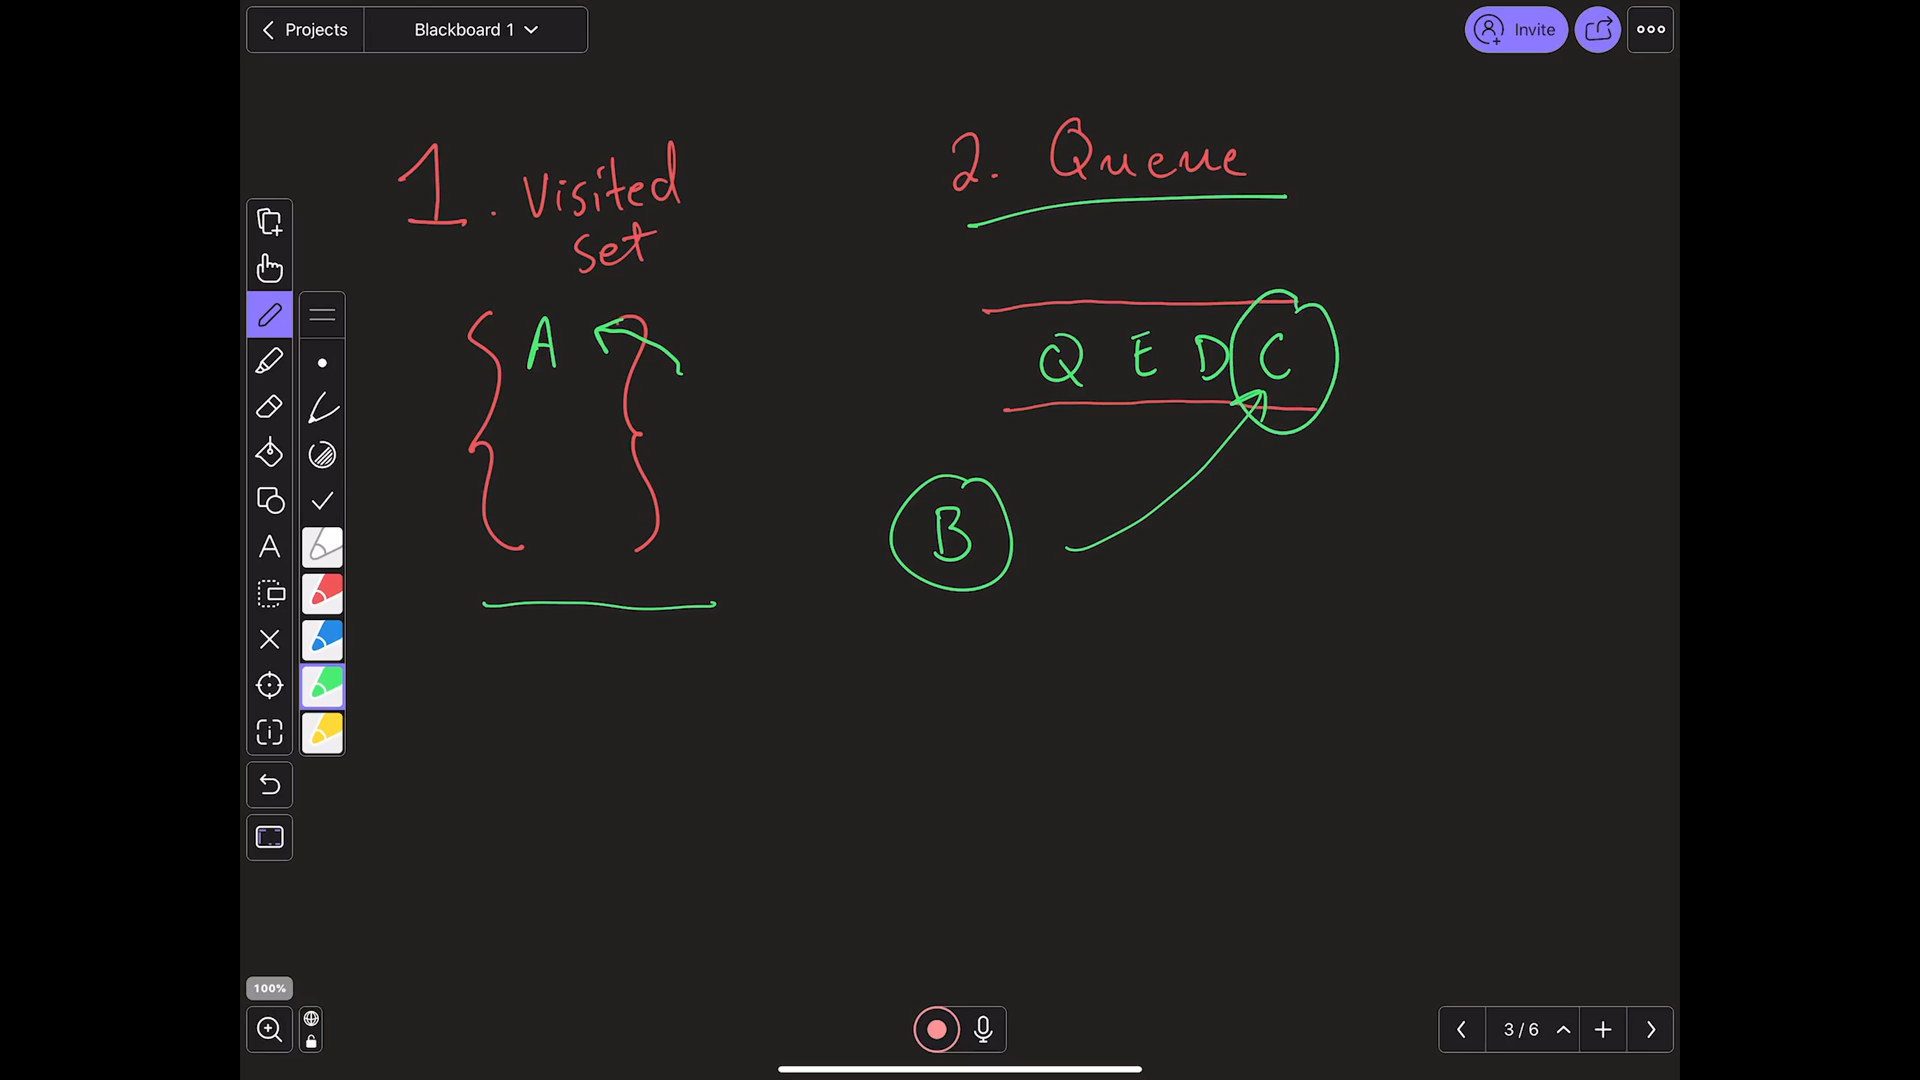 Projects
Blackboard 1
Invite
1. Visited
set
2. Queue
A
Q E D C
B
A
100%
3 / 6